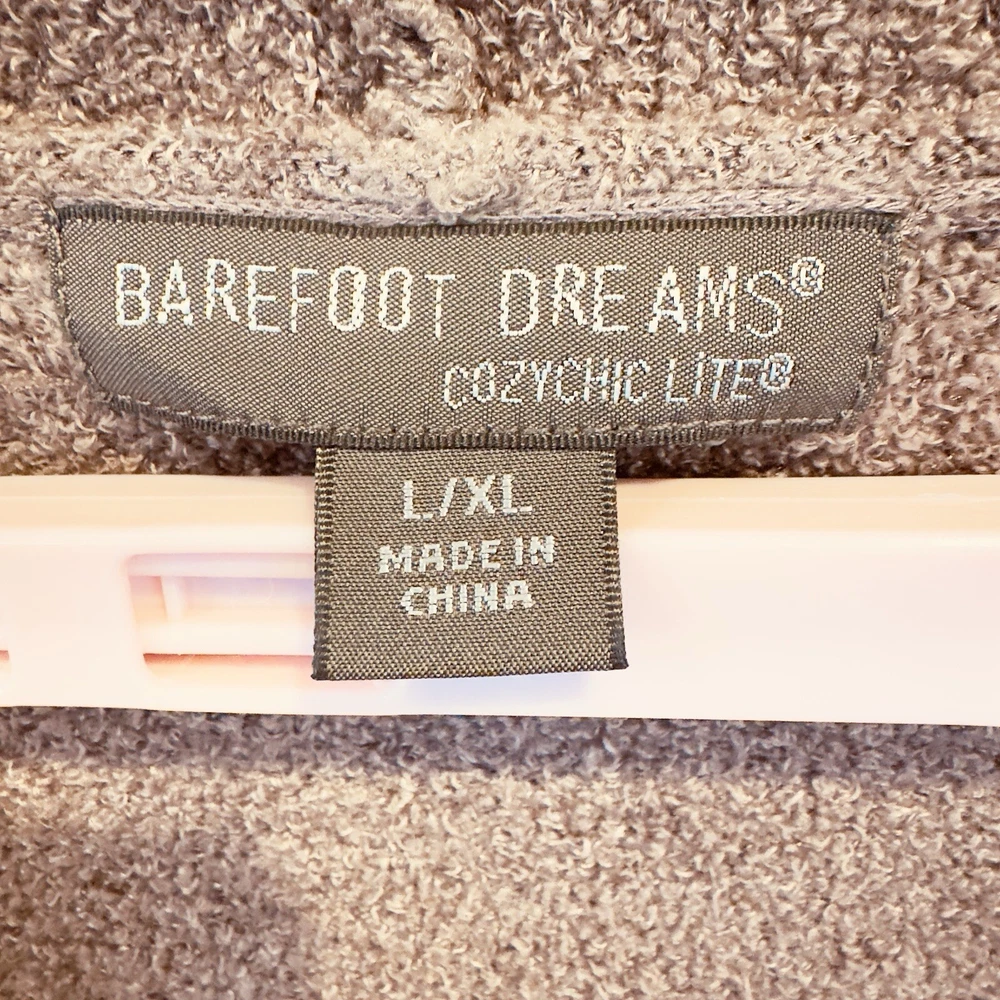 BAREFOOT DREAMS®
COZYCHIC LITE®
L/XL
MADE IN
CHINA